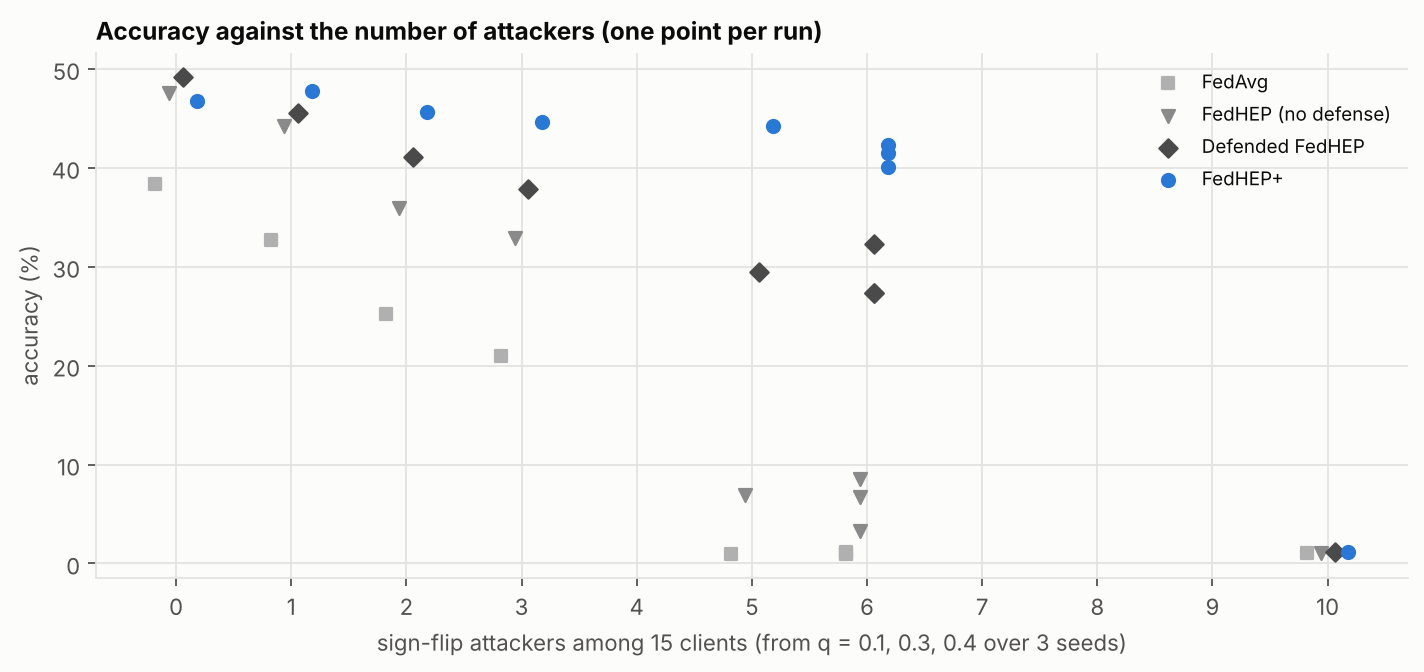 Accuracy against the number of attackers (one point per run)
50
40
30
20
10
0
accuracy (%)
FedAvg
FedHEP (no defense)
Defended FedHEP
FedHEP+
0 1 2 3 4 5 6 7 8 9 10
sign-flip attackers among 15 clients (from q = 0.1, 0.3, 0.4 over 3 seeds)